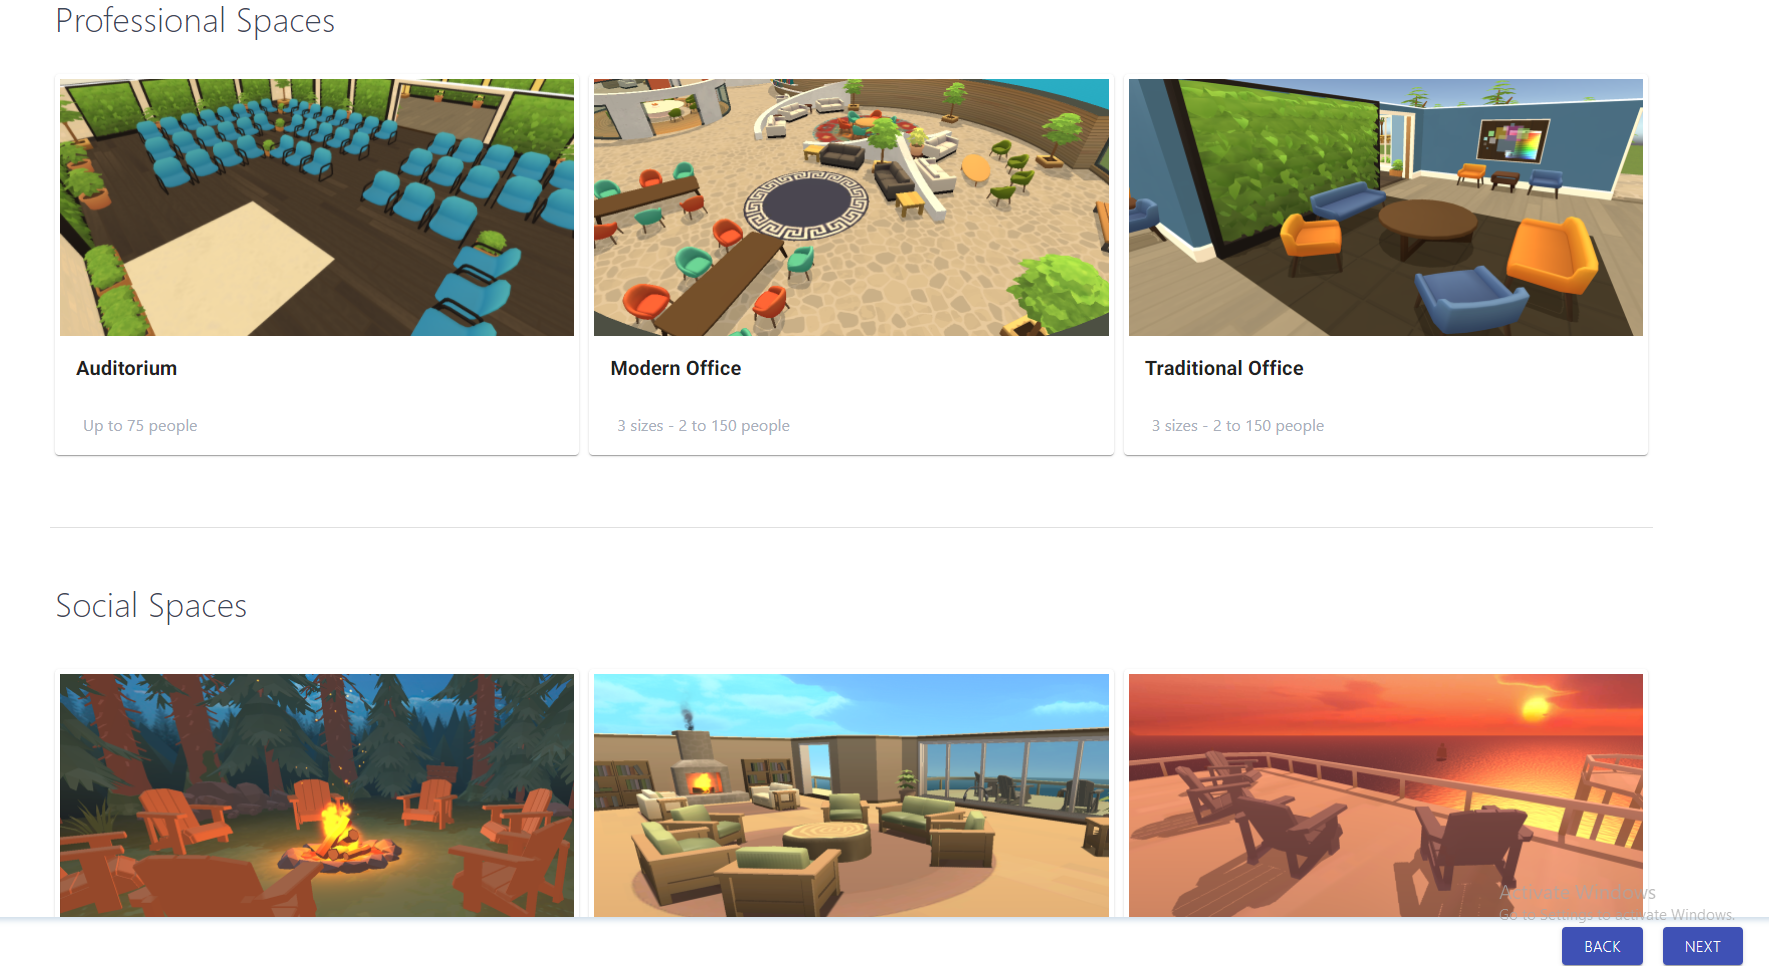 Professional Spaces
Auditorium
Up to 75 people
Modern Office
3 sizes - 2 to 150 people
Traditional Office
3 sizes - 2 to 150 people
Social Spaces
Activate Windows
Go to Settings to activate Windows.
BACK
NEXT